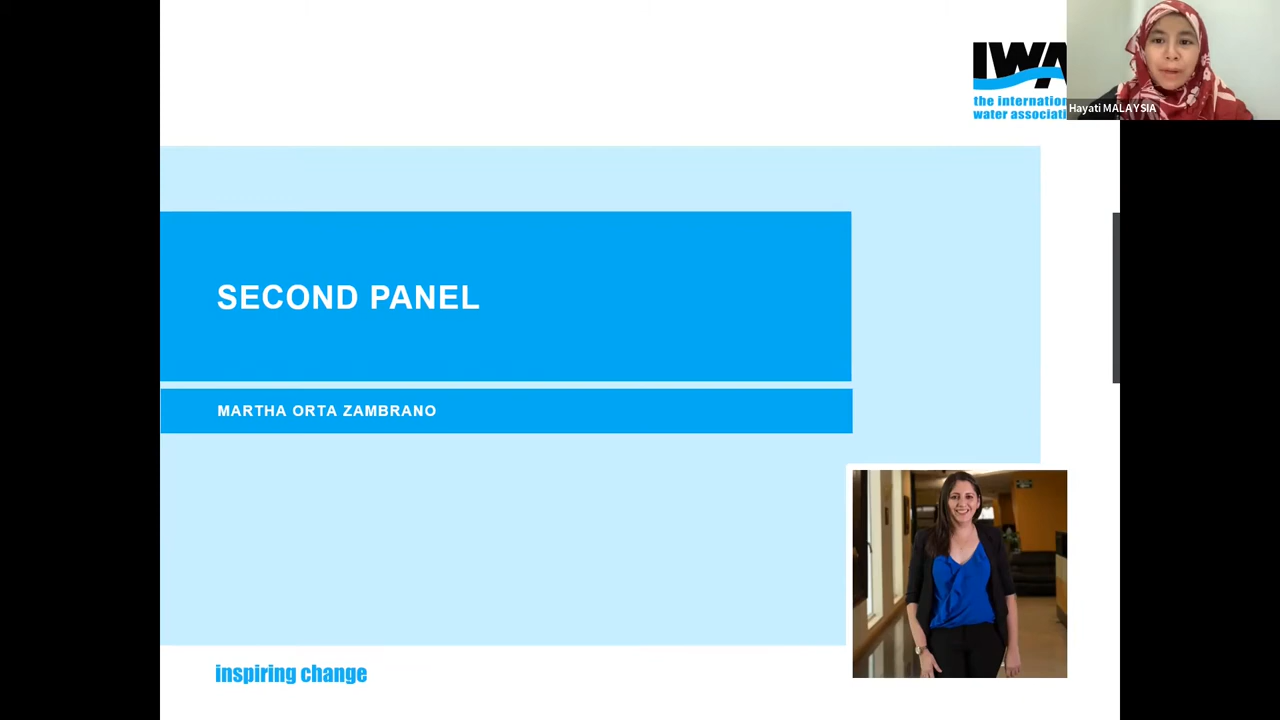 IWA
the internation
water associati
Hayati MALAYSIA
SECOND PANEL
MARTHA ORTA ZAMBRANO
inspiring change